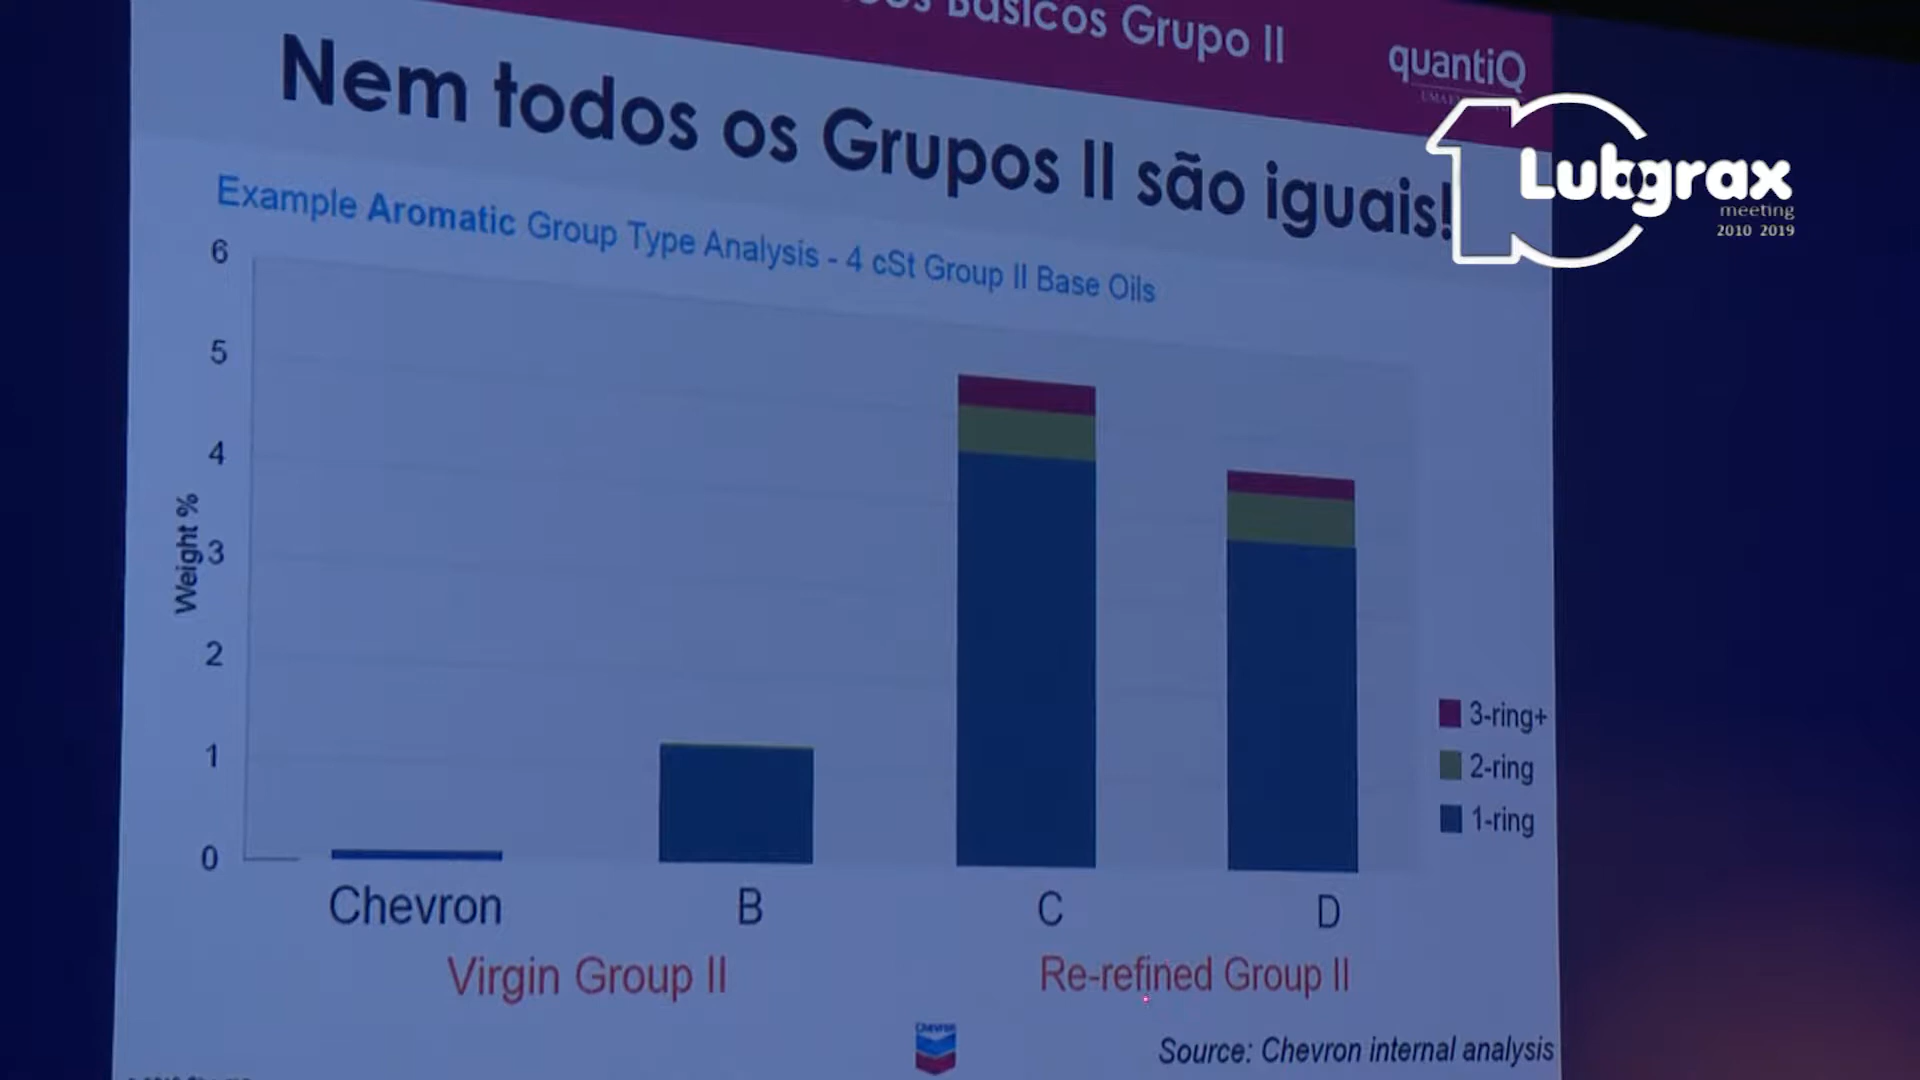 Básicos Grupo II
quantiQ
Nem todos os Grupos II são iguais!
Lubgrax
meeting
2010 2019
Example Aromatic Group Type Analysis - 4 cSt Group II Base Oils
6
5
4
3
2
1
0
Weight %
3-ring+
2-ring
1-ring
Chevron
B
C
D
Virgin Group II
Re-refined Group II
Chevron
Source: Chevron internal analysis